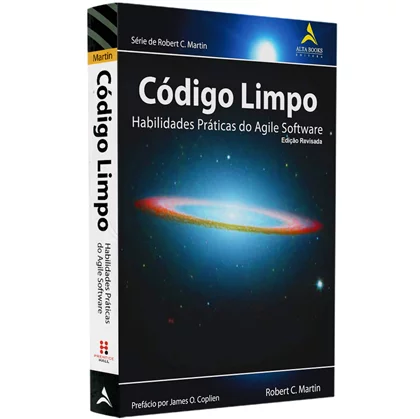 Martin
Código Limpo
Habilidades Práticas
do Agile Software
PRENTICE
HALL
Série de Robert C. Martin
ALTA BOOKS
EDITORA
Código Limpo
Habilidades Práticas do Agile Software
Edição Revisada
Prefácio por James O. Coplien
Robert C. Martin